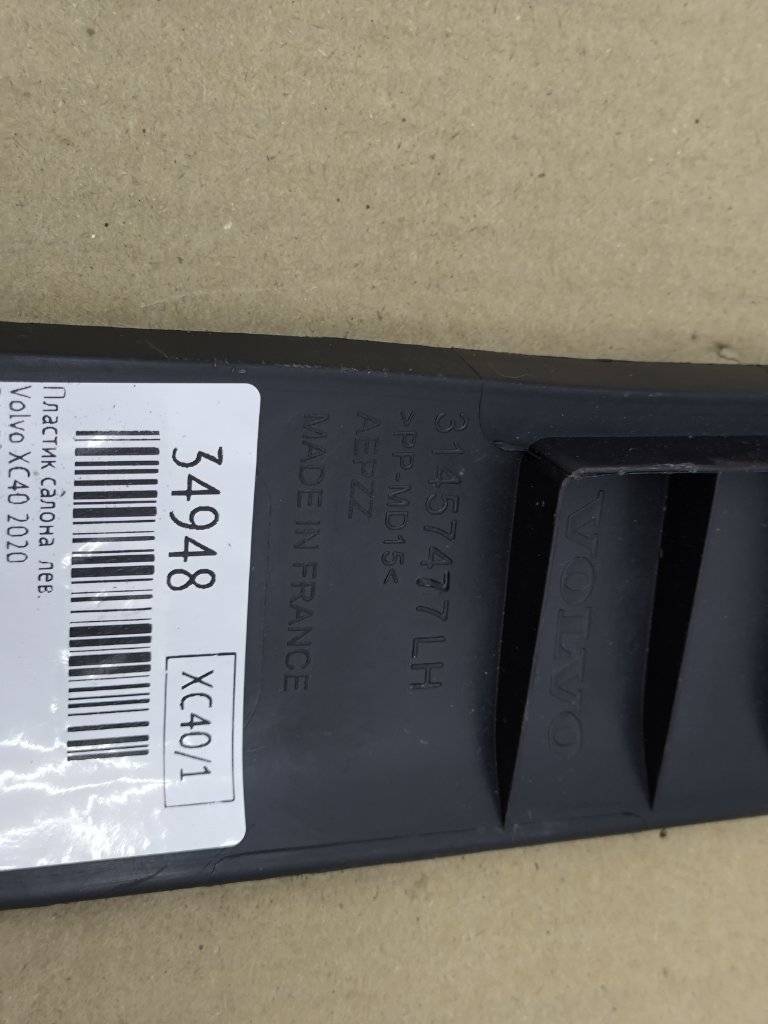 34948
XC40/1
Пластик салона лев.
Volvo XC40 2020
31457477 LH
>PP-MD15<
AEPZZ
MADE IN FRANCE
VOLVO